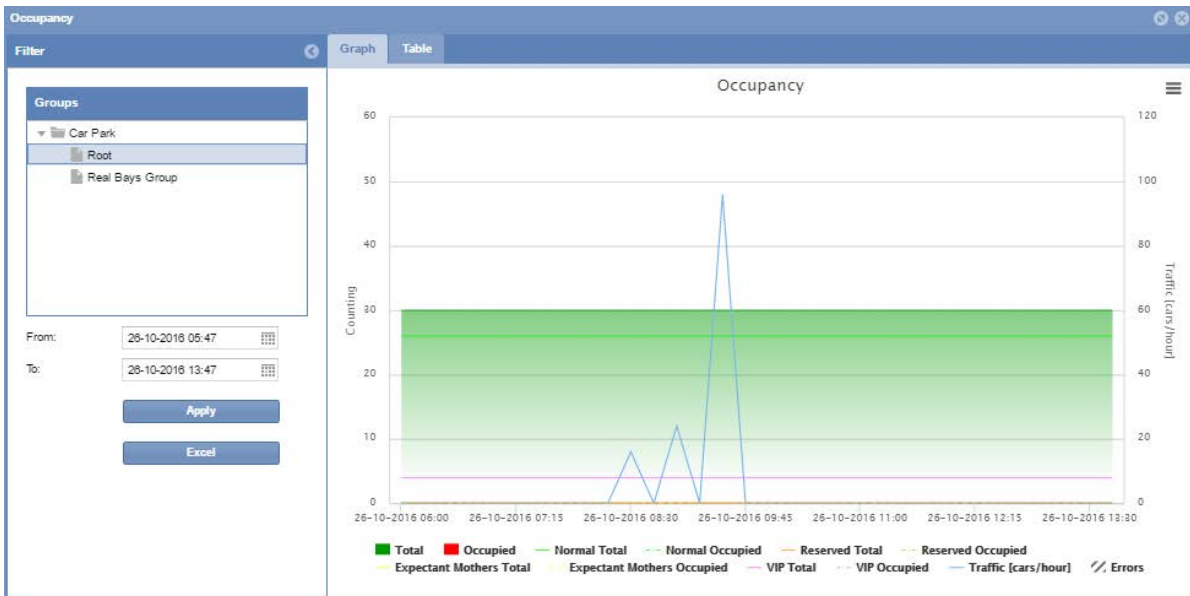 Occupancy
Filter
Graph Table
Groups
Car Park
Root
Real Bays Group
From: 26-10-2016 05:47
To: 26-10-2016 13:47
Apply
Excel
Occupancy
60 120
50 100
40 80
30 60
20 40
10 20
0 0
Counting
Traffic [cars/hour]
26-10-2016 06:00 26-10-2016 07:15 26-10-2016 08:30 26-10-2016 09:45 26-10-2016 11:00 26-10-2016 12:15 26-10-2016 13:30
Total Occupied Normal Total Normal Occupied Reserved Total Reserved Occupied
Expectant Mothers Total Expectant Mothers Occupied VIP Total VIP Occupied Traffic [cars/hour] Errors